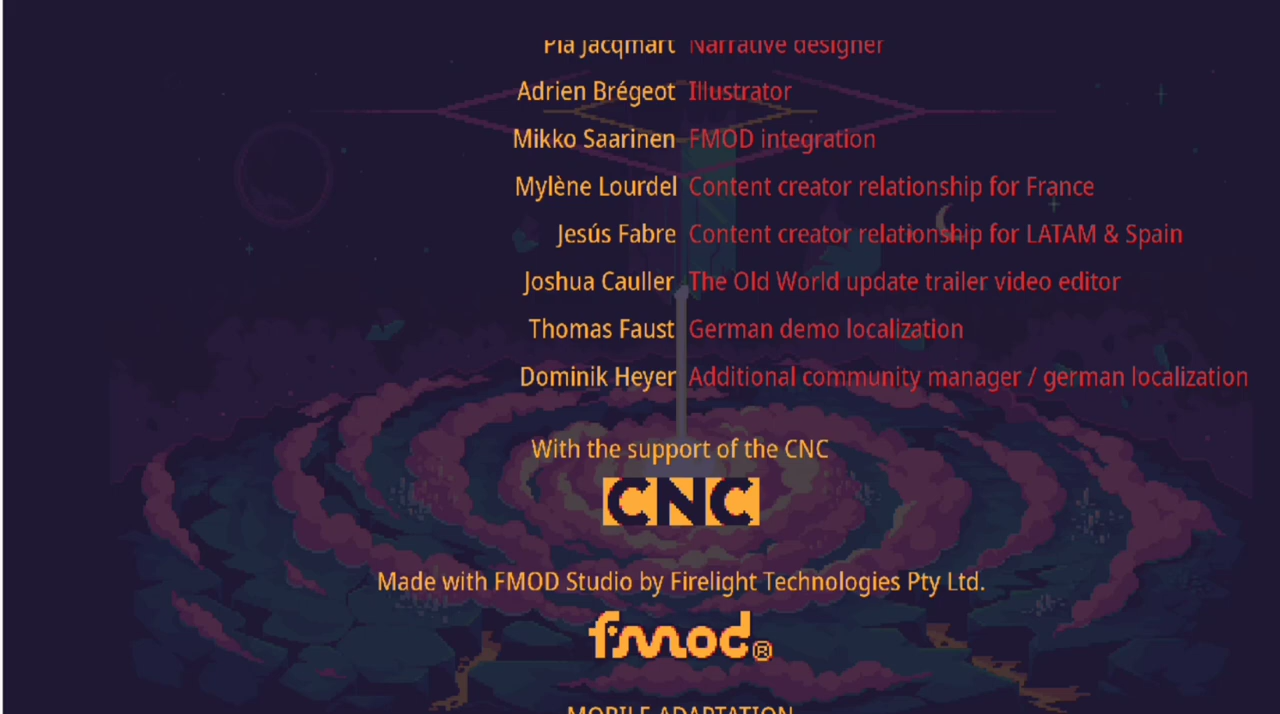 Pia Jacqmart Narrative designer
Adrien Brégeot Illustrator
Mikko Saarinen FMOD integration
Mylène Lourdel Content creator relationship for France
Jesús Fabre Content creator relationship for LATAM & Spain
Joshua Cauller The Old World update trailer video editor
Thomas Faust German demo localization
Dominik Heyer Additional community manager / german localization
With the support of the CNC
CNC
Made with FMOD Studio by Firelight Technologies Pty Ltd.
fmod®
MOBILE ADAPTATION